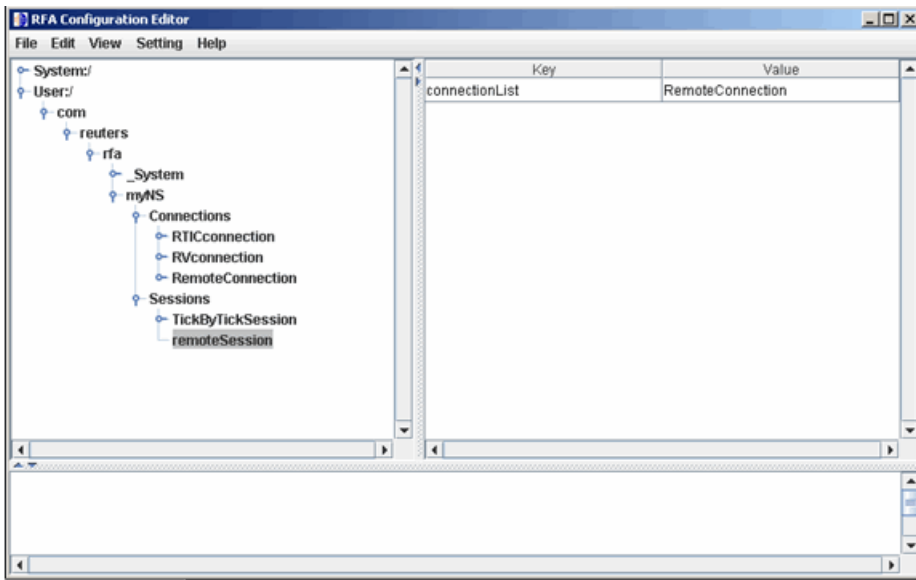 RFA Configuration Editor
File Edit View Setting Help
System:/
User:/
com
reuters
rfa
_System
myNS
Connections
RTICconnection
RVconnection
RemoteConnection
Sessions
TickByTickSession
remoteSession
Key Value
connectionList RemoteConnection